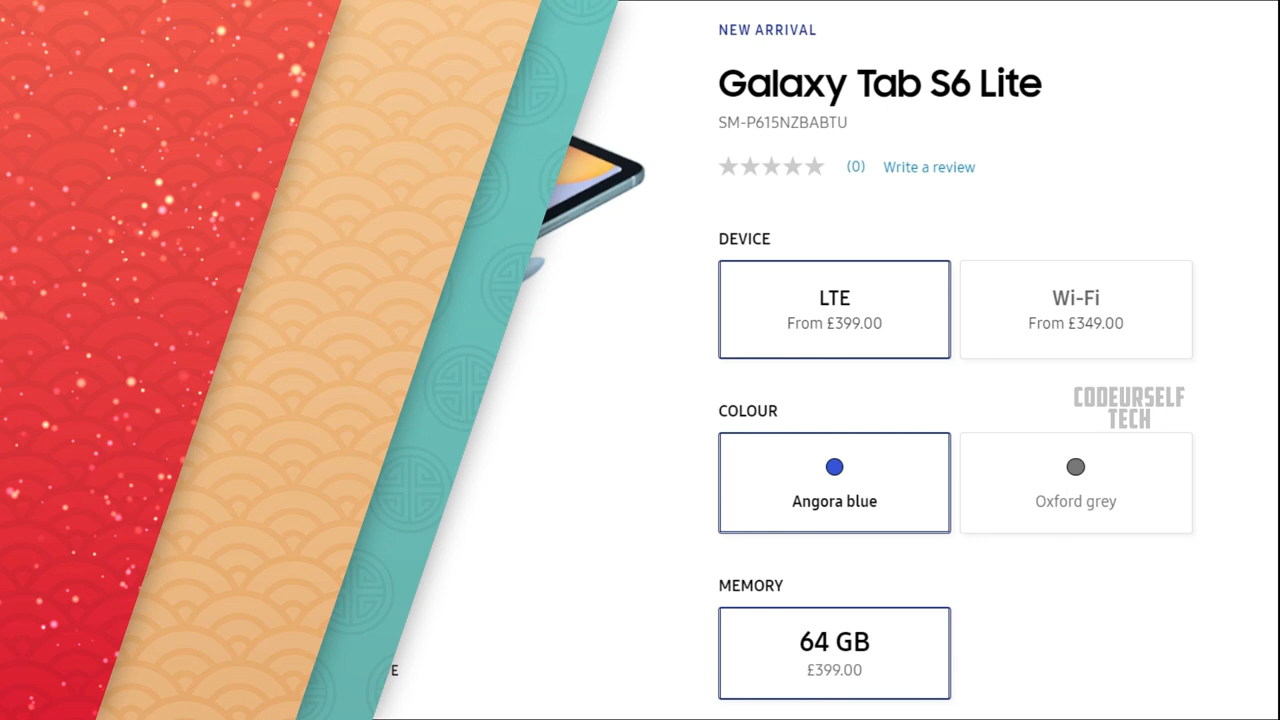 NEW ARRIVAL
Galaxy Tab S6 Lite
SM-P615NZBABTU
(0) Write a review
DEVICE
LTE
From £399.00
Wi-Fi
From £349.00
CODEURSELF
TECH
COLOUR
Angora blue
Oxford grey
MEMORY
64 GB
£399.00
E